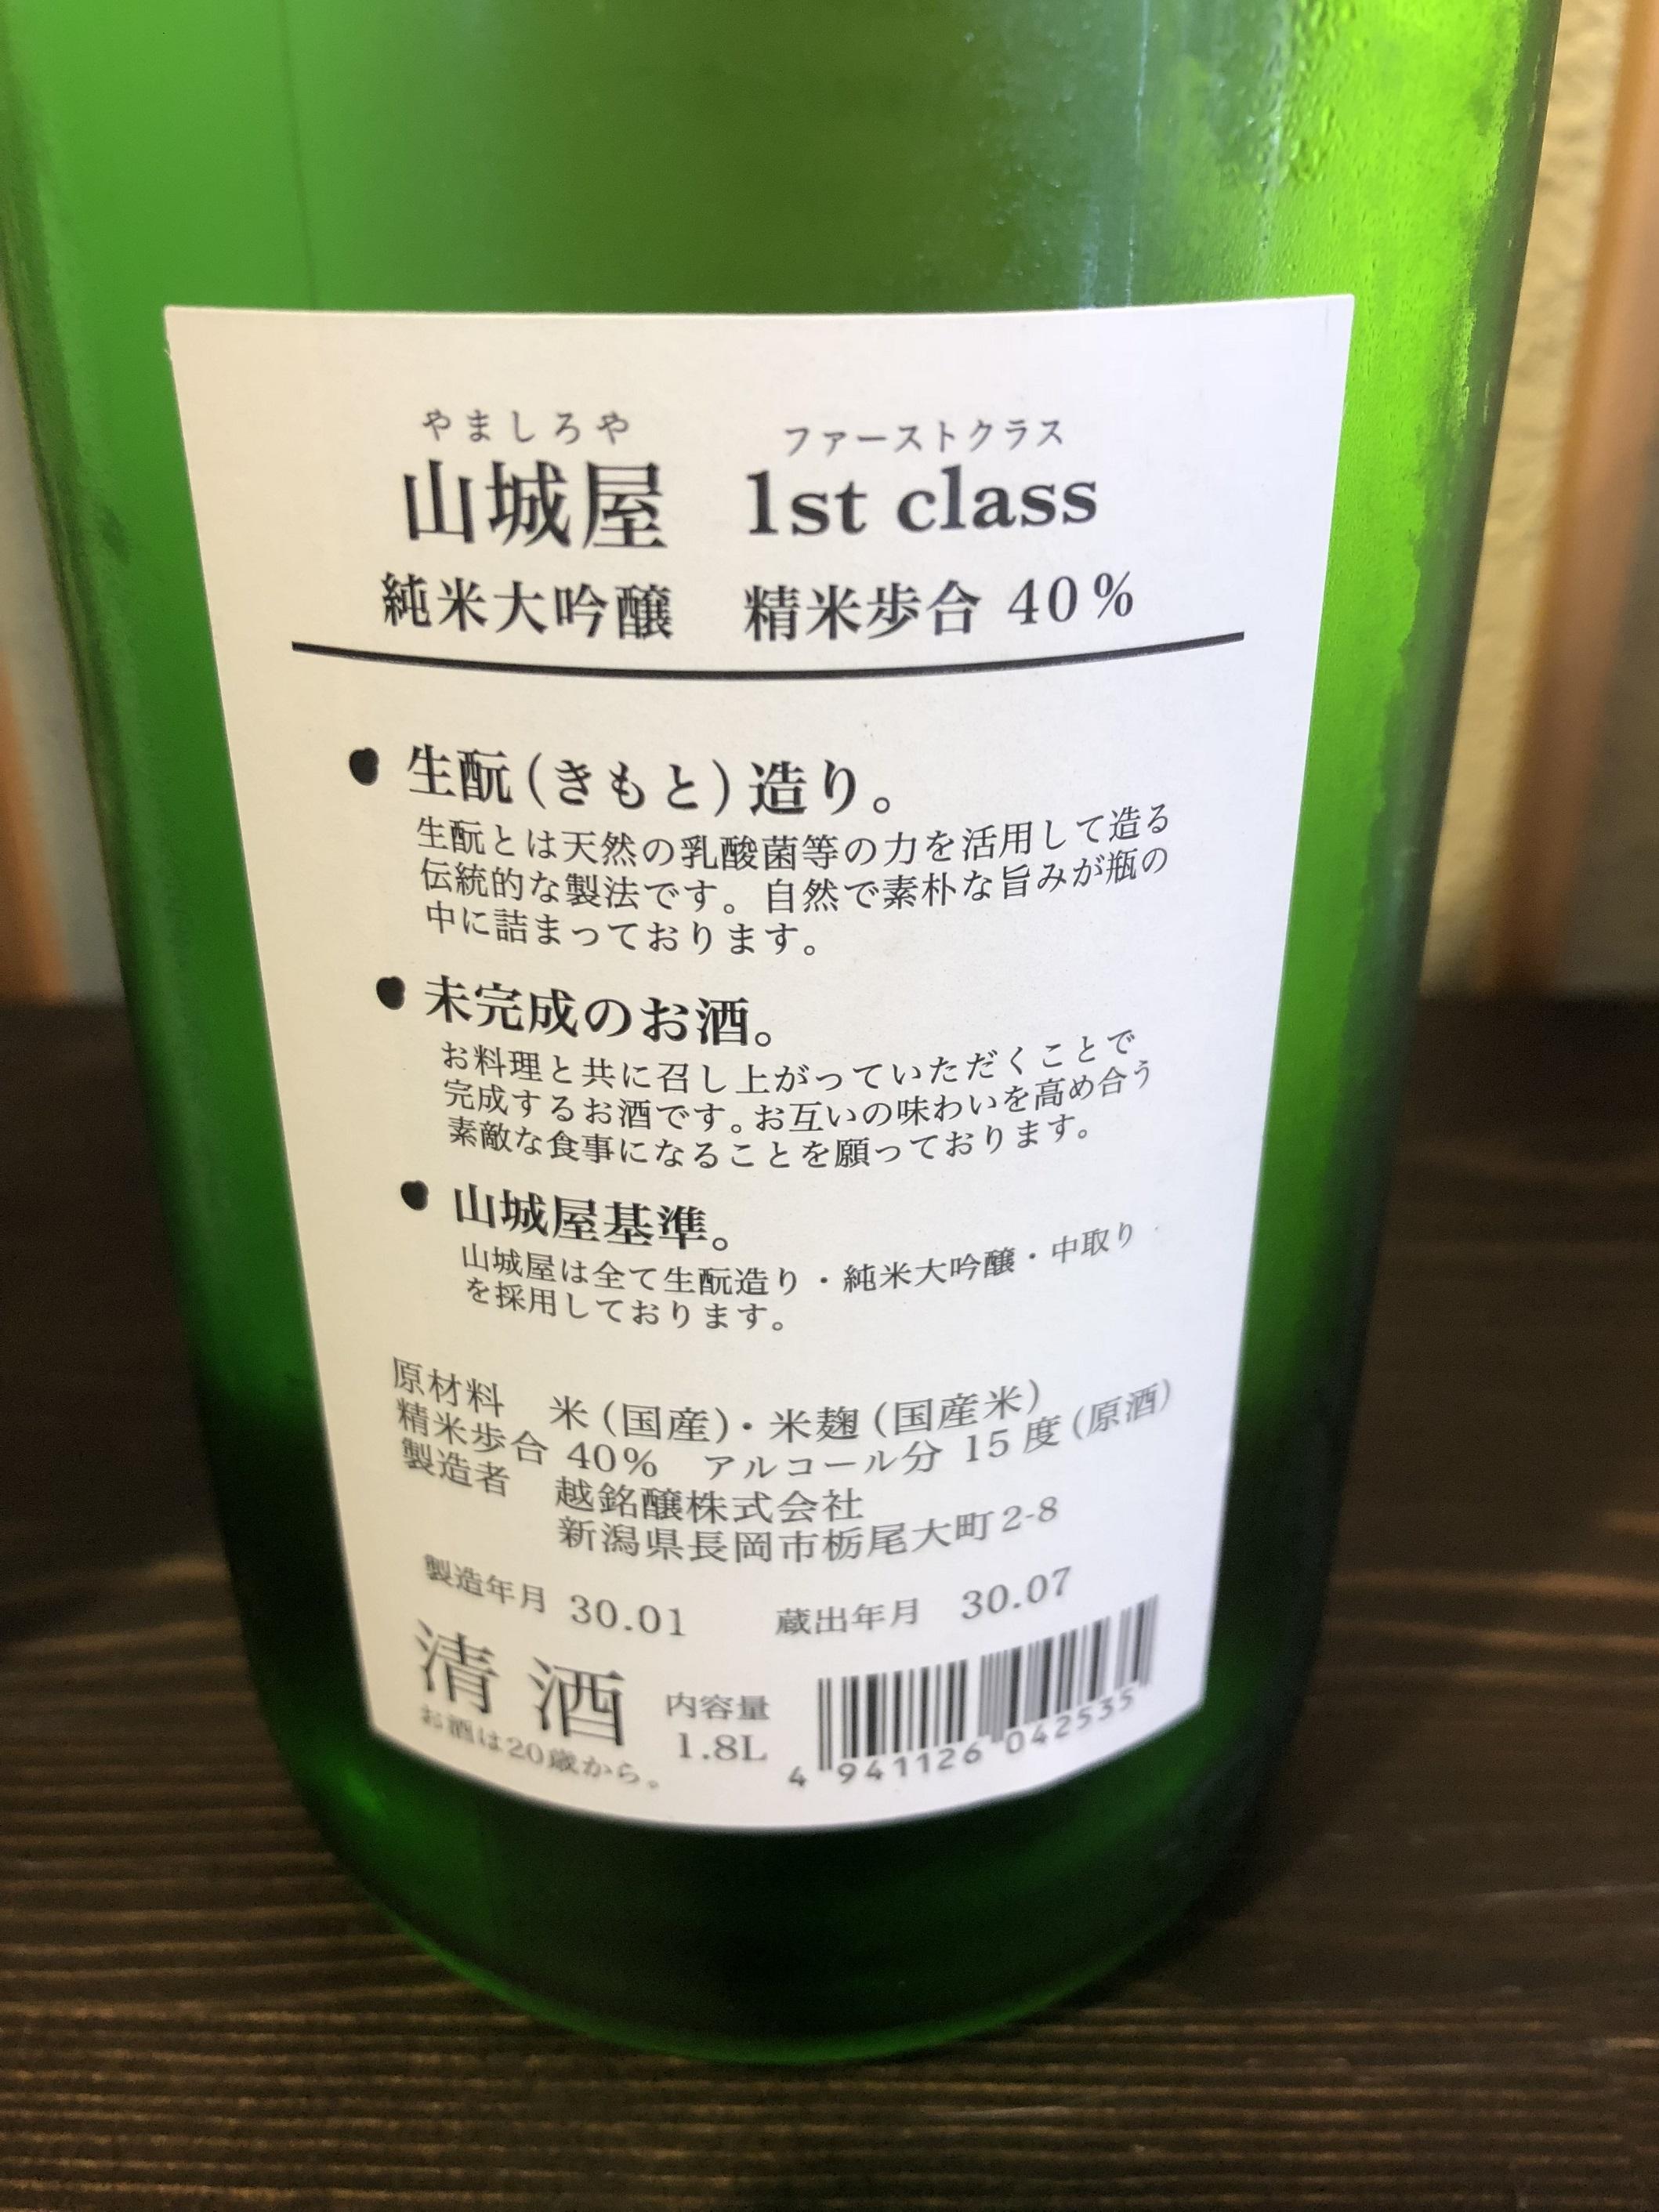 やましろや ファーストクラス
山城屋 1st class
純米大吟醸 精米歩合 40%
生酛(きもと)造り。
生酛とは天然の乳酸菌等の力を活用して造る
伝統的な製法です。自然で素朴な旨みが瓶の
中に詰まっております。
未完成のお酒。
お料理と共に召し上がっていただくことで
完成するお酒です。お互いの味わいを高め合う
素敵な食事になることを願っております。
山城屋基準。
山城屋は全て生酛造り・純米大吟醸・中取り
を採用しております。
原材料 米(国産)・米麹(国産米)
精米歩合 40% アルコール分 15度(原酒)
製造者 越銘醸株式会社
新潟県長岡市栃尾大町2-8
製造年月 30.01 蔵出年月 30.07
清酒
お酒は20歳から。
内容量
1.8L
4 941126 042535